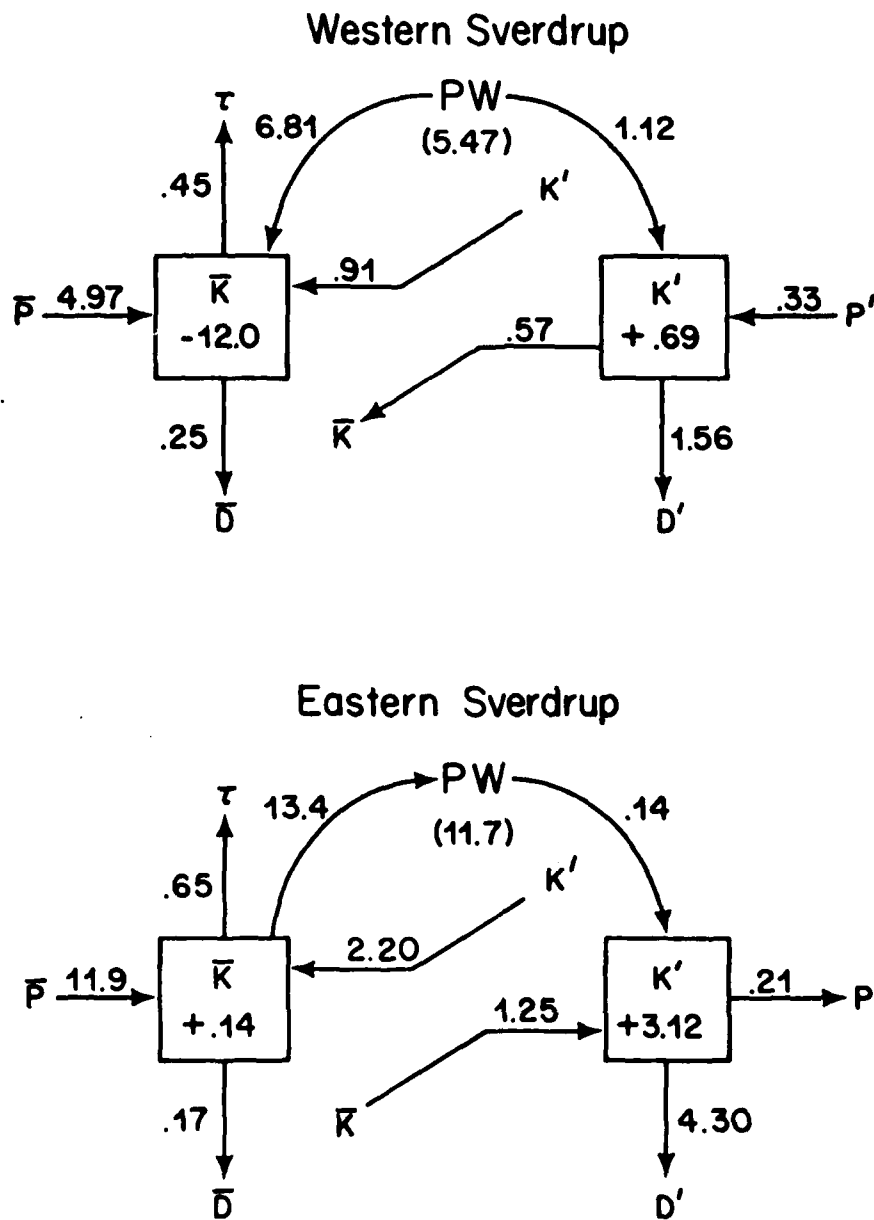 Western Sverdrup
τ
PW
6.81
1.12
(5.47)
K'
.45
.91
P̅
4.97
K̅
-12.0
K'
+ .69
.33
P'
.57
K̅
.25
1.56
D̅
D'
Eastern Sverdrup
τ
PW
13.4
.14
(11.7)
K'
.65
2.20
P̅
11.9
K̅
+ .14
K'
+3.12
.21
P
1.25
K̅
.17
4.30
D̅
D'